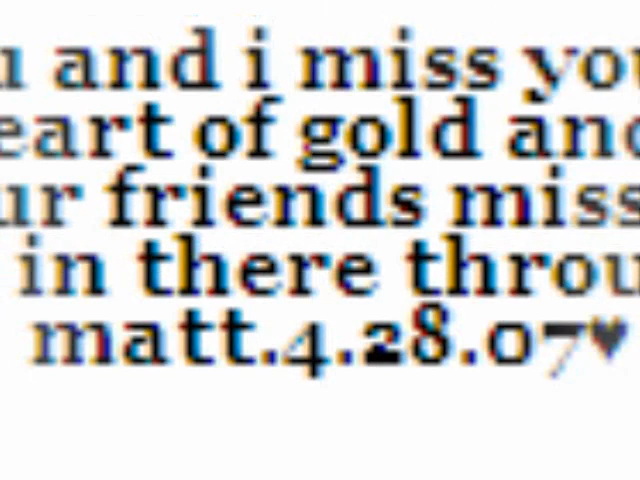 u and i miss you
eart of gold and
ur friends miss
in there throu
matt.4.28.07♥